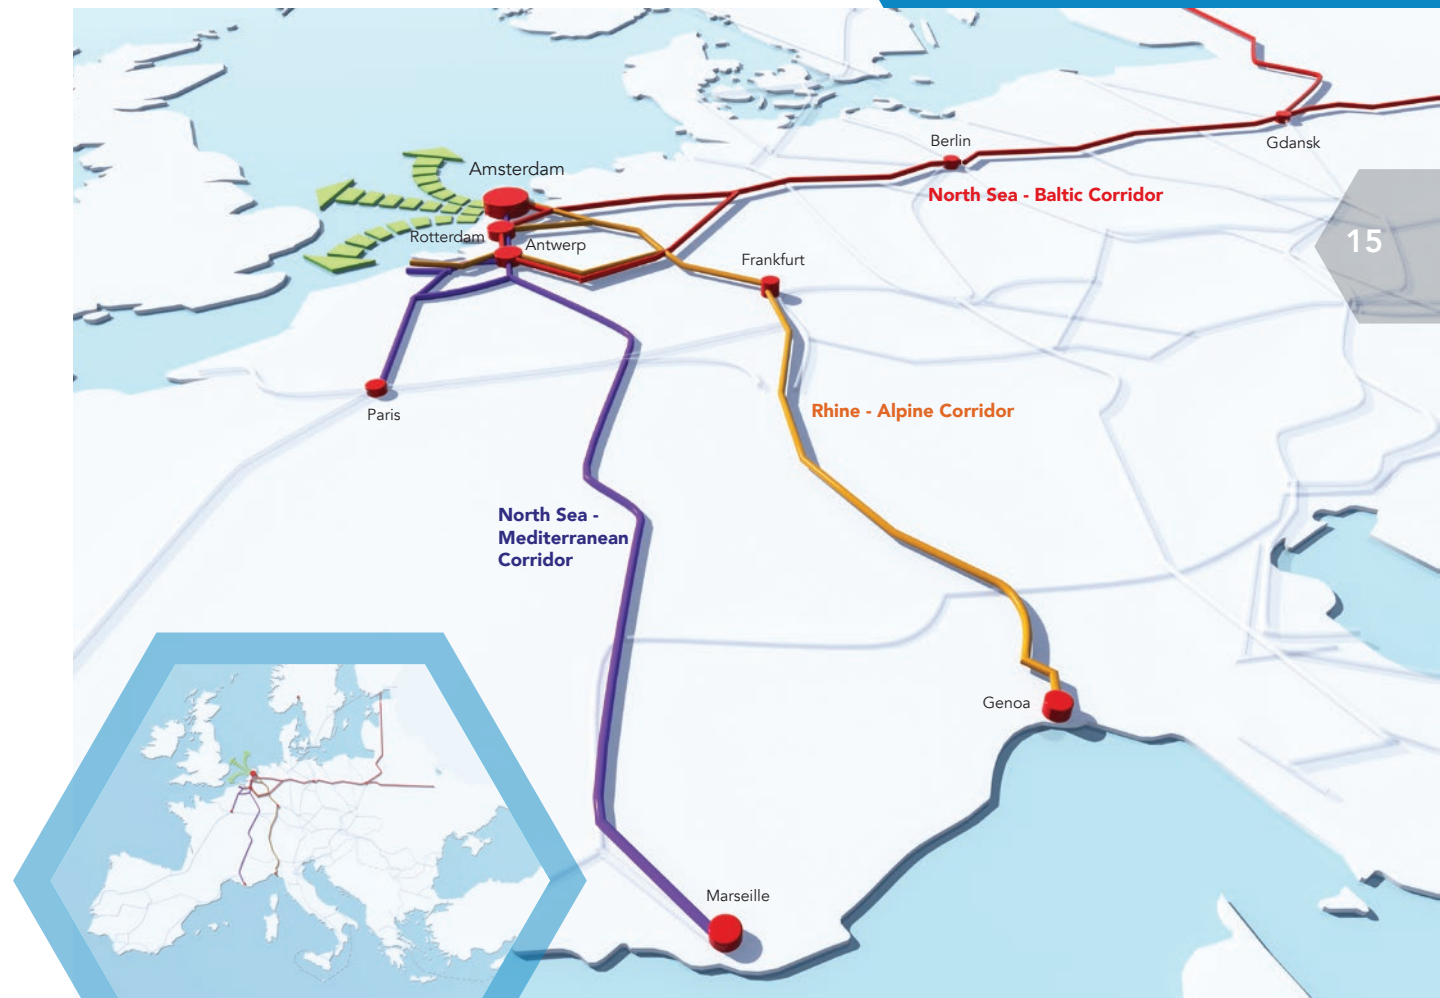 Berlin
Gdansk
Amsterdam
North Sea - Baltic Corridor
Rotterdam
Antwerp
15
Frankfurt
Paris
Rhine - Alpine Corridor
North Sea -
Mediterranean
Corridor
Genoa
Marseille